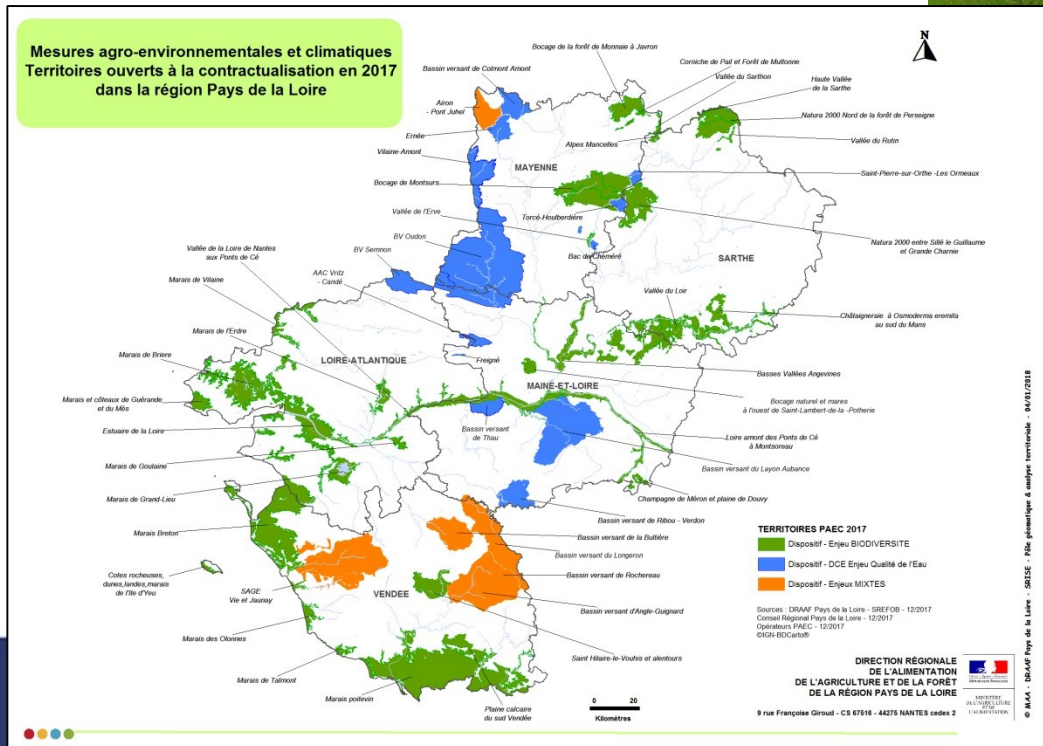 Mesures agro-environnementales et climatiques
Territoires ouverts à la contractualisation en 2017
dans la région Pays de la Loire
N
Bocage de la forêt de Monnaie à Javron
Bassin versant de Colmont Amont
Corniche de Pail et Forêt de Multonne
Vallée du Sarthon
Haute Vallée
de la Sarthe
Airon
- Pont Juhel
Natura 2000 Nord de la forêt de Perseigne
Ernée
Alpes Mancelles
Vallée du Rutin
Vilaine-Amont
MAYENNE
Saint-Pierre-sur-Orthe -Les Ormeaux
Bocage de Montsurs
Vallée de l'Erve
Torcé-Houlberdière
BV Oudon
Vallée de la Loire de Nantes
aux Ponts de Cé
BV Semnon
Bac de Chéméré
Natura 2000 entre Sillé le Guillaume
et Grande Charnie
SARTHE
AAC Vritz
- Candé
Marais de Vilaine
Vallée du Loir
Châtaigneraie à Osmoderma eremita
au sud du Mans
Marais de l'Erdre
LOIRE-ATLANTIQUE
Marais de Briere
Freigné
Basses Vallées Angevines
MAINE-ET-LOIRE
Marais et côteaux de Guérande
et du Mès
Bocage naturel et mares
à l'ouest de Saint-Lambert-de-la -Potherie
Estuaire de la Loire
Bassin versant
de Thau
Loire amont des Ponts de Cé
à Montsoreau
Marais de Goulaine
Bassin versant du Layon Aubance
Marais de Grand-Lieu
Champagne de Méron et plaine de Douvy
Bassin versant de Ribou - Verdon
Marais Breton
Bassin versant de la Bultière
Bassin versant du Longeron
Cotes rocheuses,
dunes,landes,marais
de l'Ile d'Yeu
Bassin versant de Rochereau
SAGE
Vie et Jaunay
VENDEE
Bassin versant d'Angle-Guignard
Marais des Olonnes
Saint Hilaire-le-Vouhis et alentours
Marais de Talmont
Marais poitevin
Plaine calcaire
du sud Vendée
0 20
Kilomètres
TERRITOIRES PAEC 2017
Dispositif - Enjeu BIODIVERSITE
Dispositif - DCE Enjeu Qualité de l'Eau
Dispositif - Enjeux MIXTES
Sources : DRAAF Pays de la Loire - SREFOB - 12/2017
Conseil Régional Pays de la Loire - 12/2017
Opérateurs PAEC - 12/2017
©IGN-BDCarto®
DIRECTION RÉGIONALE
DE L'ALIMENTATION
DE L'AGRICULTURE ET DE LA FORÊT
DE LA RÉGION PAYS DE LA LOIRE
9 rue Françoise Giroud - CS 67516 - 44275 NANTES cedex 2
MINISTÈRE
DE L'AGRICULTURE
ET DE
L'ALIMENTATION
© MAA - DRAAF Pays de la Loire - SRISE - Pôle géomatique & analyse territoriale - 04/01/2018